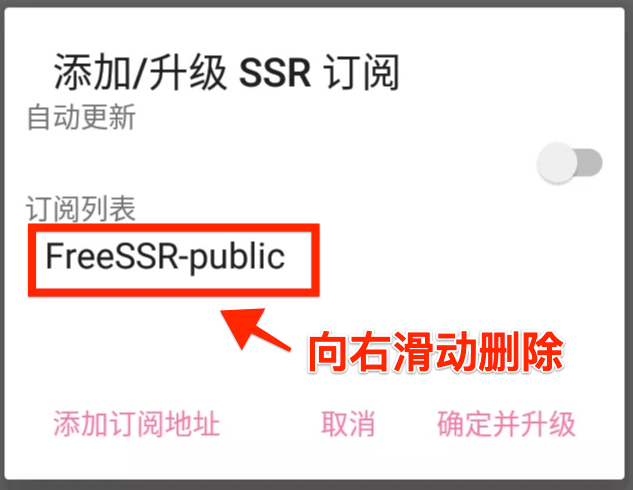 添加/升级 SSR 订阅
自动更新
订阅列表
FreeSSR-public
向右滑动删除
添加订阅地址 取消 确定并升级